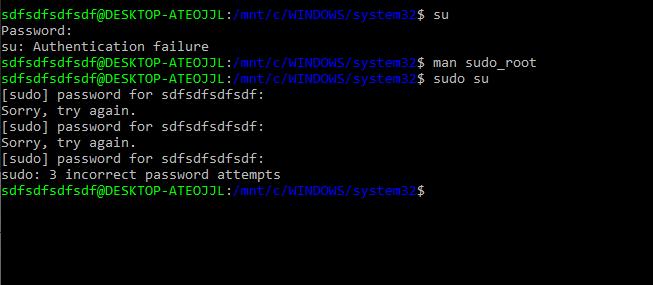 sdfsdfsdfsdf@DESKTOP-ATEOJJL:/mnt/c/WINDOWS/system32$ su
Password:
su: Authentication failure
sdfsdfsdfsdf@DESKTOP-ATEOJJL:/mnt/c/WINDOWS/system32$ man sudo_root
sdfsdfsdfsdf@DESKTOP-ATEOJJL:/mnt/c/WINDOWS/system32$ sudo su
[sudo] password for sdfsdfsdfsdf:
Sorry, try again.
[sudo] password for sdfsdfsdfsdf:
Sorry, try again.
[sudo] password for sdfsdfsdfsdf:
sudo: 3 incorrect password attempts
sdfsdfsdfsdf@DESKTOP-ATEOJJL:/mnt/c/WINDOWS/system32$